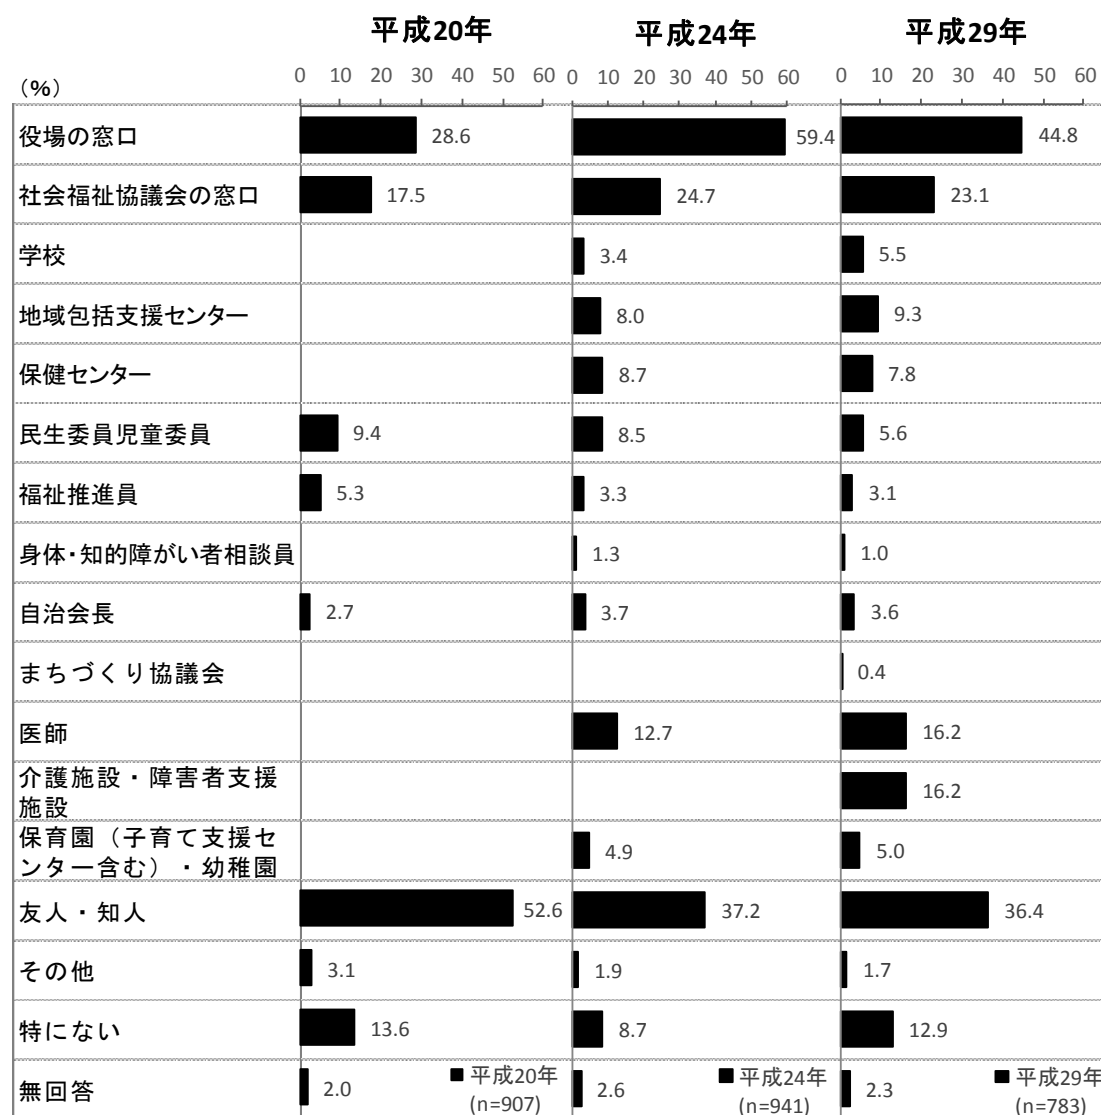 平成20年 平成24年 平成29年
(%) 0 10 20 30 40 50 60 0 10 20 30 40 50 60 0 10 20 30 40 50 60
役場の窓口 28.6 59.4 44.8
社会福祉協議会の窓口 17.5 24.7 23.1
学校 3.4 5.5
地域包括支援センター 8.0 9.3
保健センター 8.7 7.8
民生委員児童委員 9.4 8.5 5.6
福祉推進員 5.3 3.3 3.1
身体・知的障がい者相談員 1.3 1.0
自治会長 2.7 3.7 3.6
まちづくり協議会 0.4
医師 12.7 16.2
介護施設・障害者支援
施設 16.2
保育園（子育て支援セ
ンター含む）・幼稚園 4.9 5.0
友人・知人 52.6 37.2 36.4
その他 3.1 1.9 1.7
特にない 13.6 8.7 12.9
無回答 2.0 2.6 2.3
平成20年 平成24年 平成29年
(n=907) (n=941) (n=783)